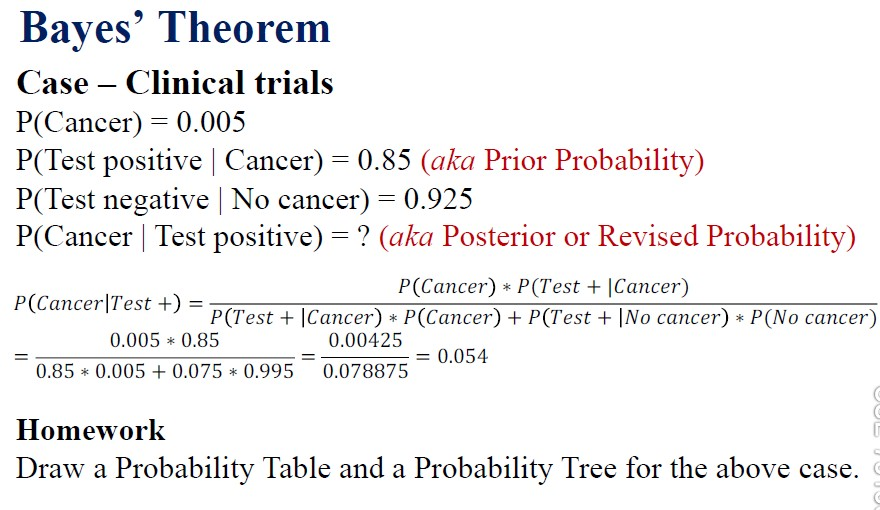 Bayes’ Theorem
Case – Clinical trials
P(Cancer) = 0.005
P(Test positive | Cancer) = 0.85 (aka Prior Probability)
P(Test negative | No cancer) = 0.925
P(Cancer | Test positive) = ? (aka Posterior or Revised Probability)
P(Cancer) ∗ P(Test + |Cancer)
P(Cancer|Test +) =
P(Test + |Cancer) ∗ P(Cancer) + P(Test + |No cancer) ∗ P(No cancer)
0.005 ∗ 0.85 0.00425
= = = 0.054
0.85 ∗ 0.005 + 0.075 ∗ 0.995 0.078875
Homework
Draw a Probability Table and a Probability Tree for the above case.